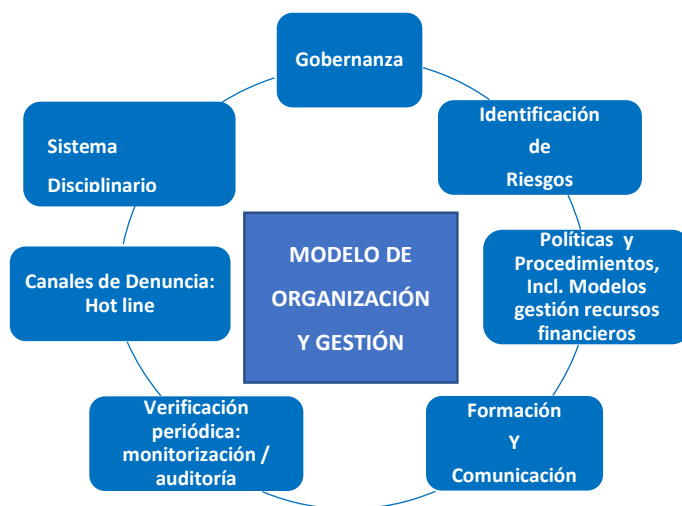 Gobernanza
Identificación
de
Riesgos
Sistema
Disciplinario
Políticas y
Procedimientos,
Incl. Modelos
gestión recursos
financieros
MODELO DE
ORGANIZACIÓN
Y GESTIÓN
Canales de Denuncia:
Hot line
Verificación
periódica:
monitorización /
auditoría
Formación
Y
Comunicación